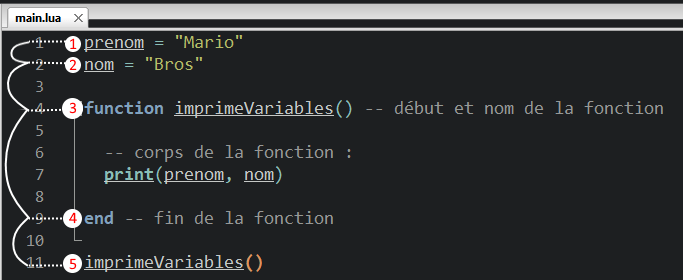 main.lua
1 1 prenom = "Mario"
2 2 nom = "Bros"
3
4 3 function imprimeVariables() -- début et nom de la fonction
5
6 -- corps de la fonction :
7 print(prenom, nom)
8
9 4 end -- fin de la fonction
10
11 5 imprimeVariables()